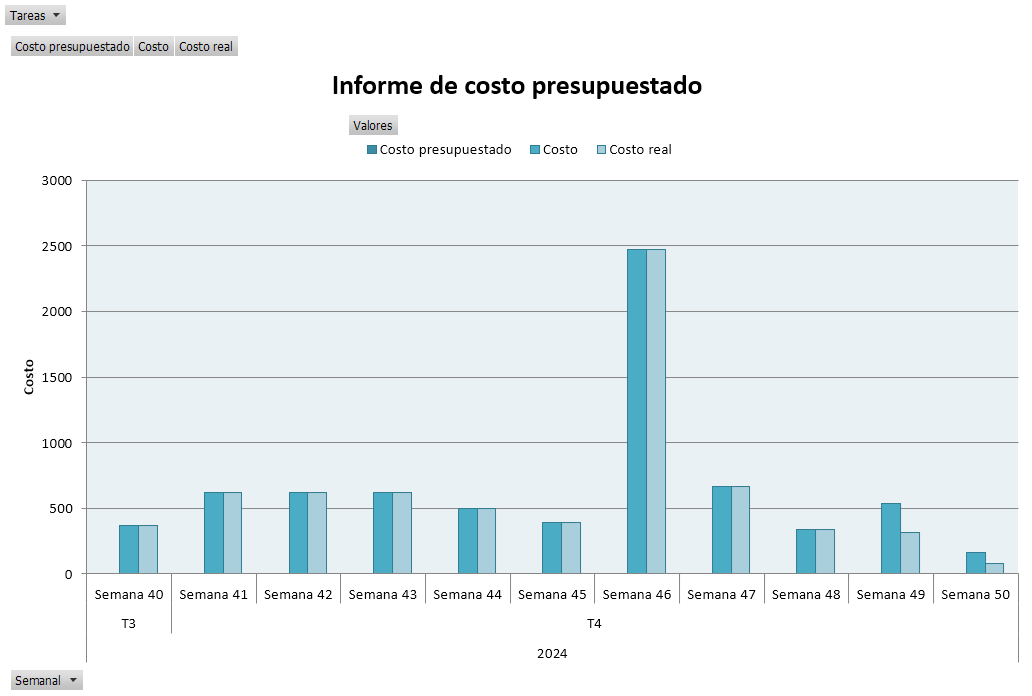 Tareas
Costo presupuestado Costo Costo real
Informe de costo presupuestado
Valores
Costo presupuestado Costo Costo real
3000
2500
2000
1500
1000
500
0
Costo
Semana 40 Semana 41 Semana 42 Semana 43 Semana 44 Semana 45 Semana 46 Semana 47 Semana 48 Semana 49 Semana 50
T3 T4
2024
Semanal